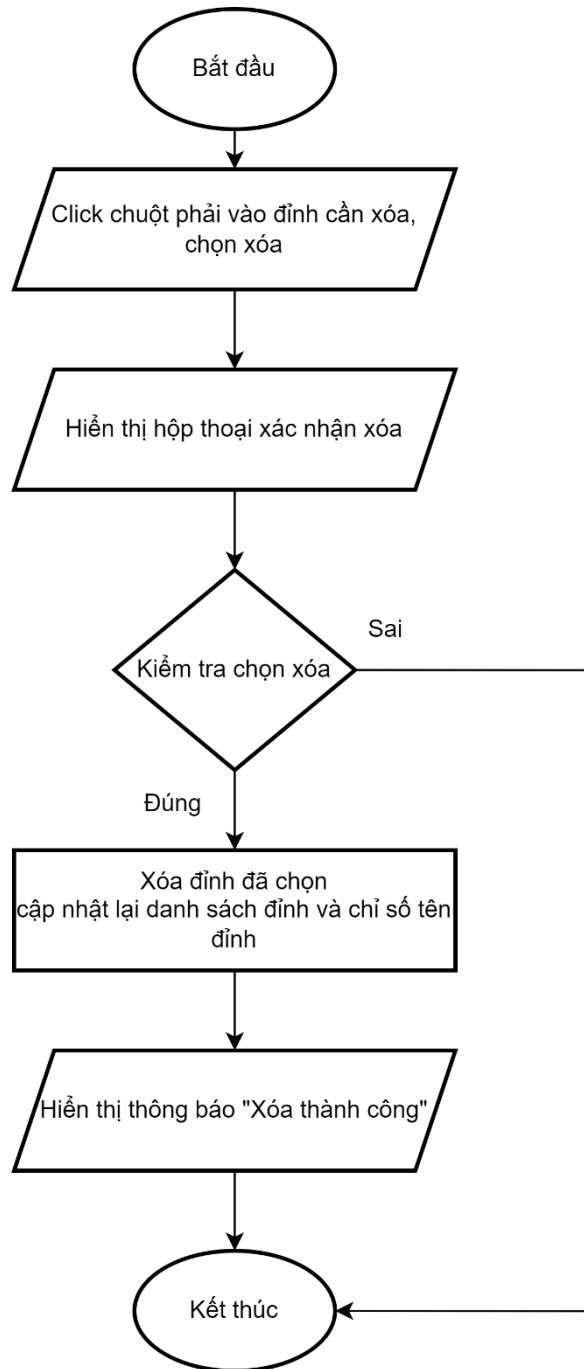 Bắt đầu
Click chuột phải vào đỉnh cần xóa,
chọn xóa
Hiển thị hộp thoại xác nhận xóa
Sai
Kiểm tra chọn xóa
Đúng
Xóa đỉnh đã chọn
cập nhật lại danh sách đỉnh và chỉ số tên
đỉnh
Hiển thị thông báo "Xóa thành công"
Kết thúc